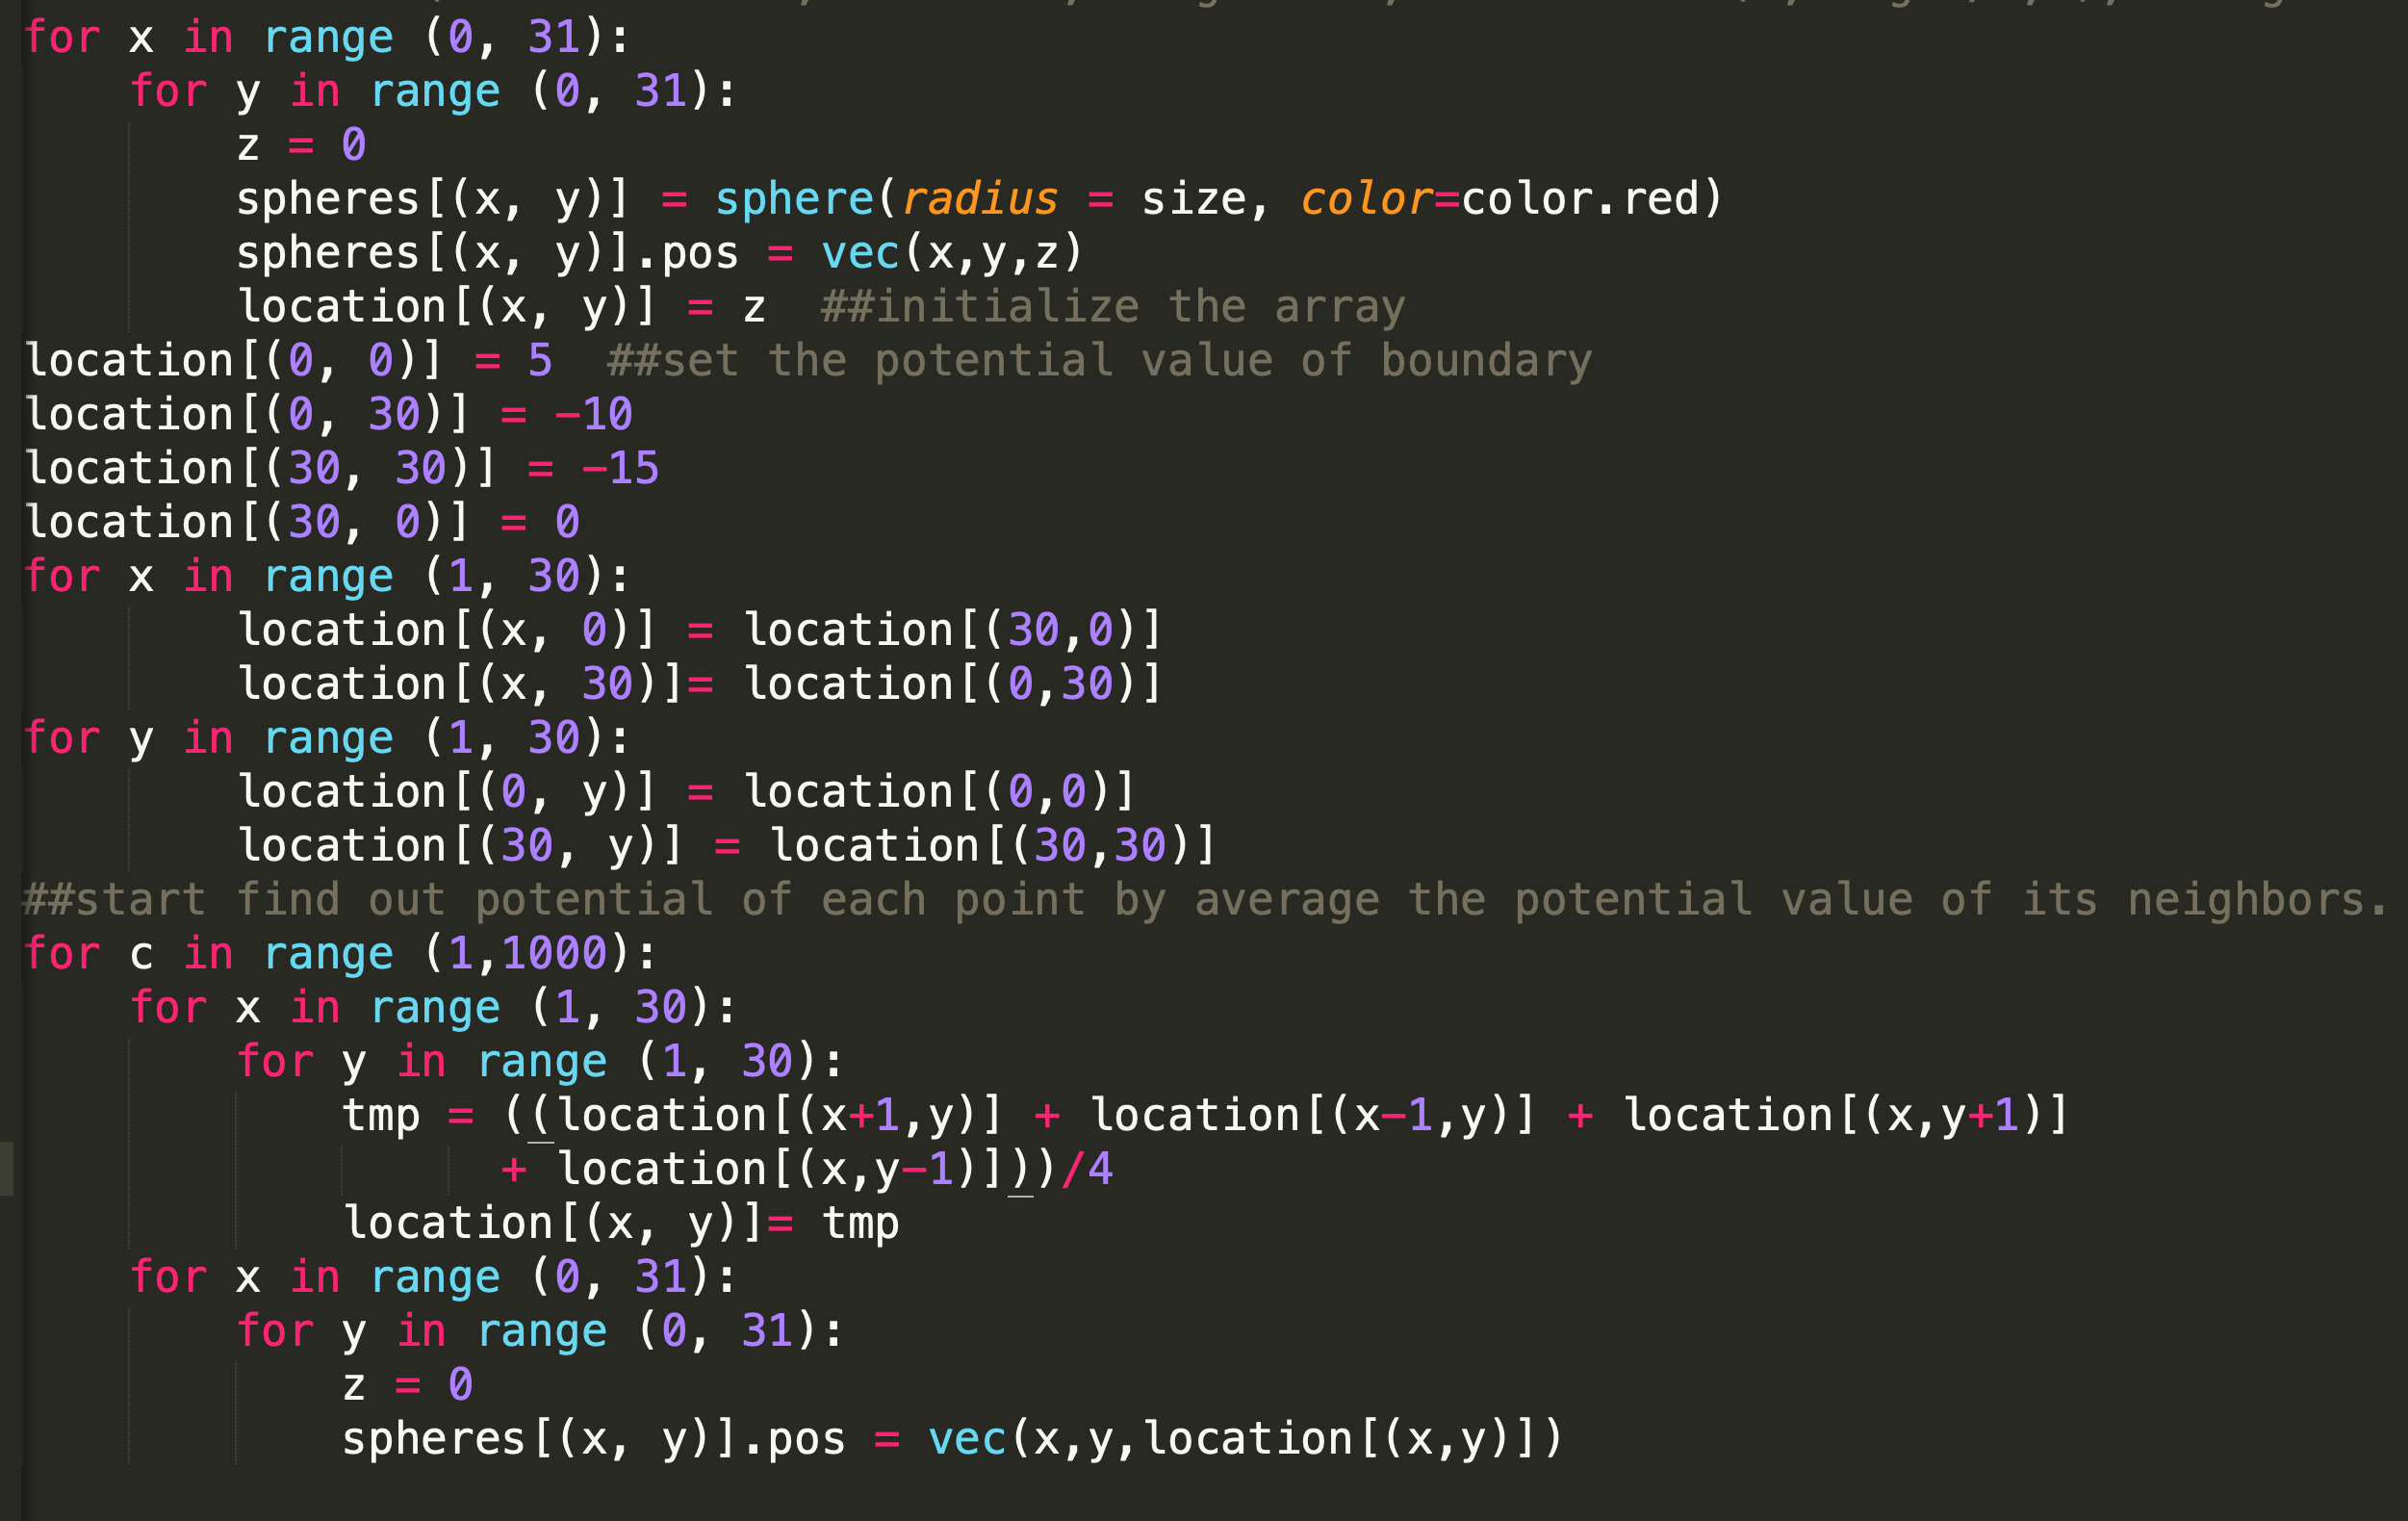 for x in range (0, 31):
    for y in range (0, 31):
        z = 0
        spheres[(x, y)] = sphere(radius = size, color=color.red)
        spheres[(x, y)].pos = vec(x,y,z)
        location[(x, y)] = z  ##initialize the array
location[(0, 0)] = 5  ##set the potential value of boundary
location[(0, 30)] = -10
location[(30, 30)] = -15
location[(30, 0)] = 0
for x in range (1, 30):
        location[(x, 0)] = location[(30,0)]
        location[(x, 30)]= location[(0,30)]
for y in range (1, 30):
        location[(0, y)] = location[(0,0)]
        location[(30, y)] = location[(30,30)]
##start find out potential of each point by average the potential value of its neighbors.
for c in range (1,1000):
    for x in range (1, 30):
        for y in range (1, 30):
            tmp = ((location[(x+1,y)] + location[(x-1,y)] + location[(x,y+1)]
                  + location[(x,y-1)]))/4
            location[(x, y)]= tmp
    for x in range (0, 31):
        for y in range (0, 31):
            z = 0
            spheres[(x, y)].pos = vec(x,y,location[(x,y)])